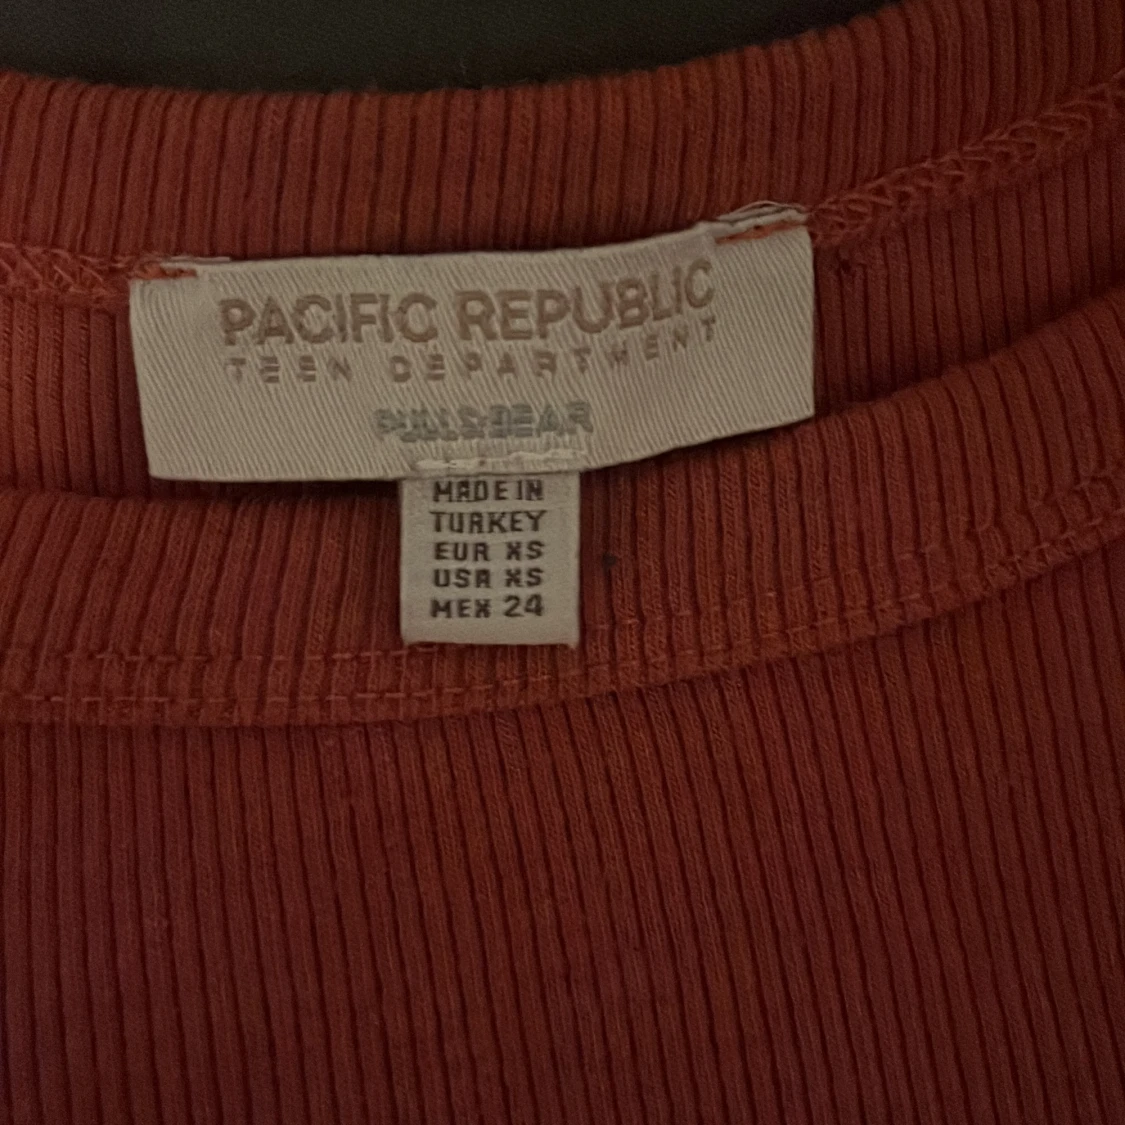 PACIFIC REPUBLIC
TEEN DEPARTMENT
PULL&BEAR
MADE IN
TURKEY
EUR XS
USA XS
MEX 24